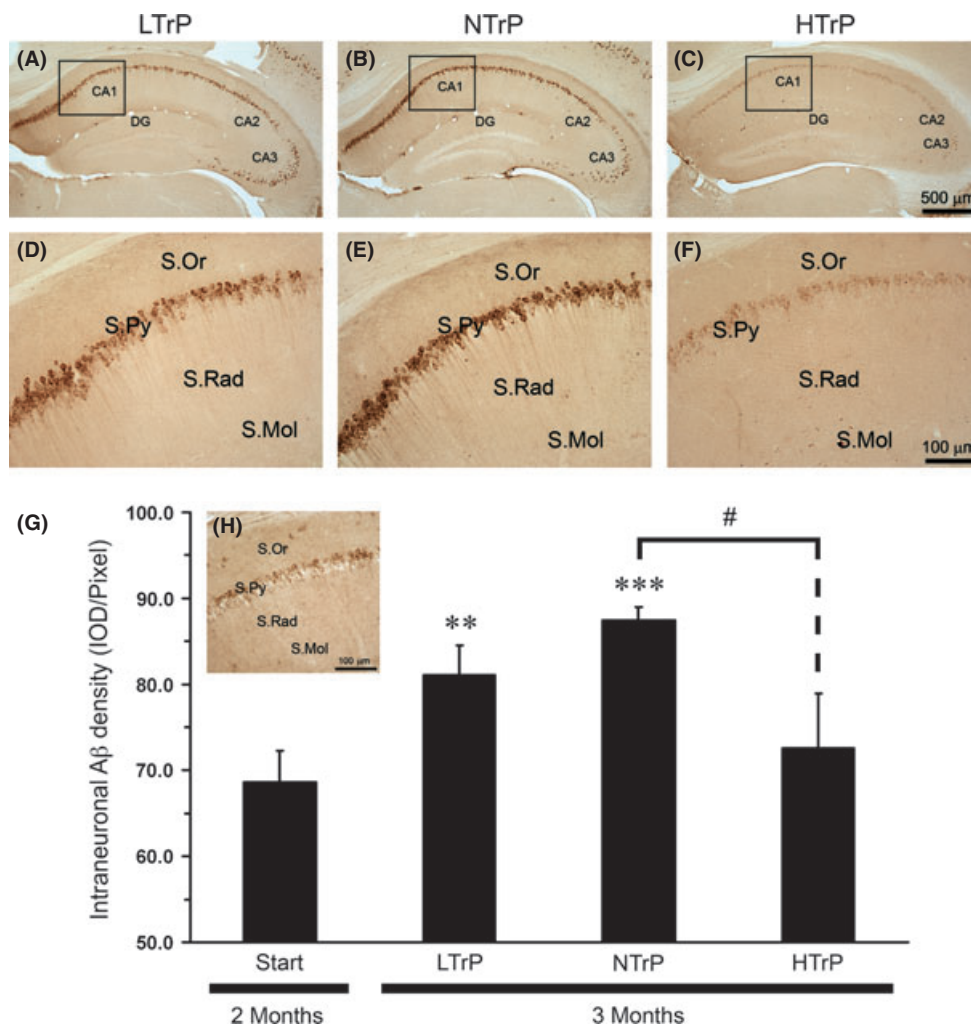 LTrP NTrP HTrP
(A) CA1 DG CA2 CA3
(B) CA1 DG CA2 CA3
(C) CA1 DG CA2 CA3 500 μm
(D) S.Or S.Py S.Rad S.Mol
(E) S.Or S.Py S.Rad S.Mol
(F) S.Or S.Py S.Rad S.Mol 100 μm
(G)
Intraneuronal Aβ density (IOD/Pixel)
100.0
90.0
80.0
70.0
60.0
50.0
(H)
S.Or
S.Py
S.Rad
S.Mol
100 μm
**
***
#
Start LTrP NTrP HTrP
2 Months 3 Months